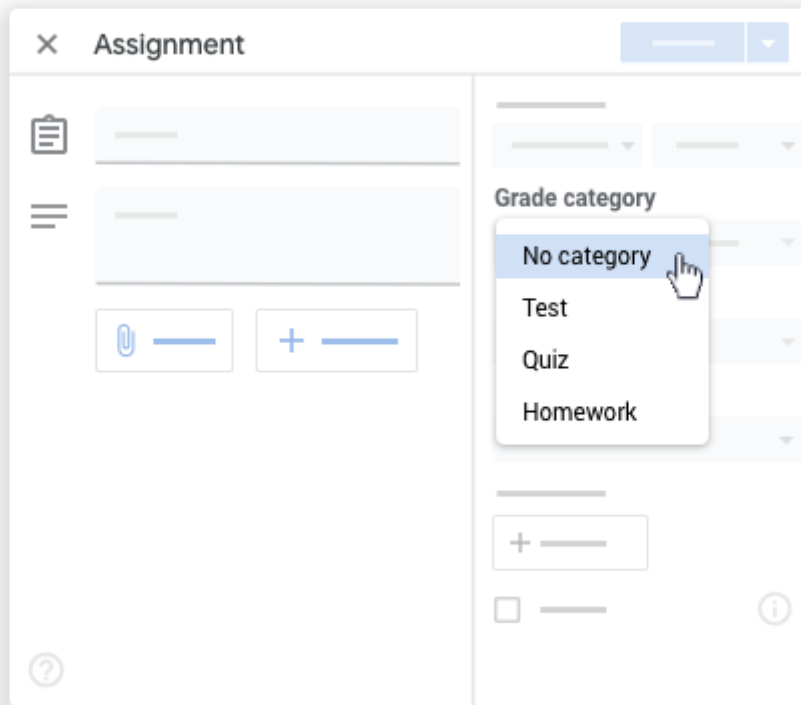 Assignment
Grade category
No category
Test
Quiz
Homework